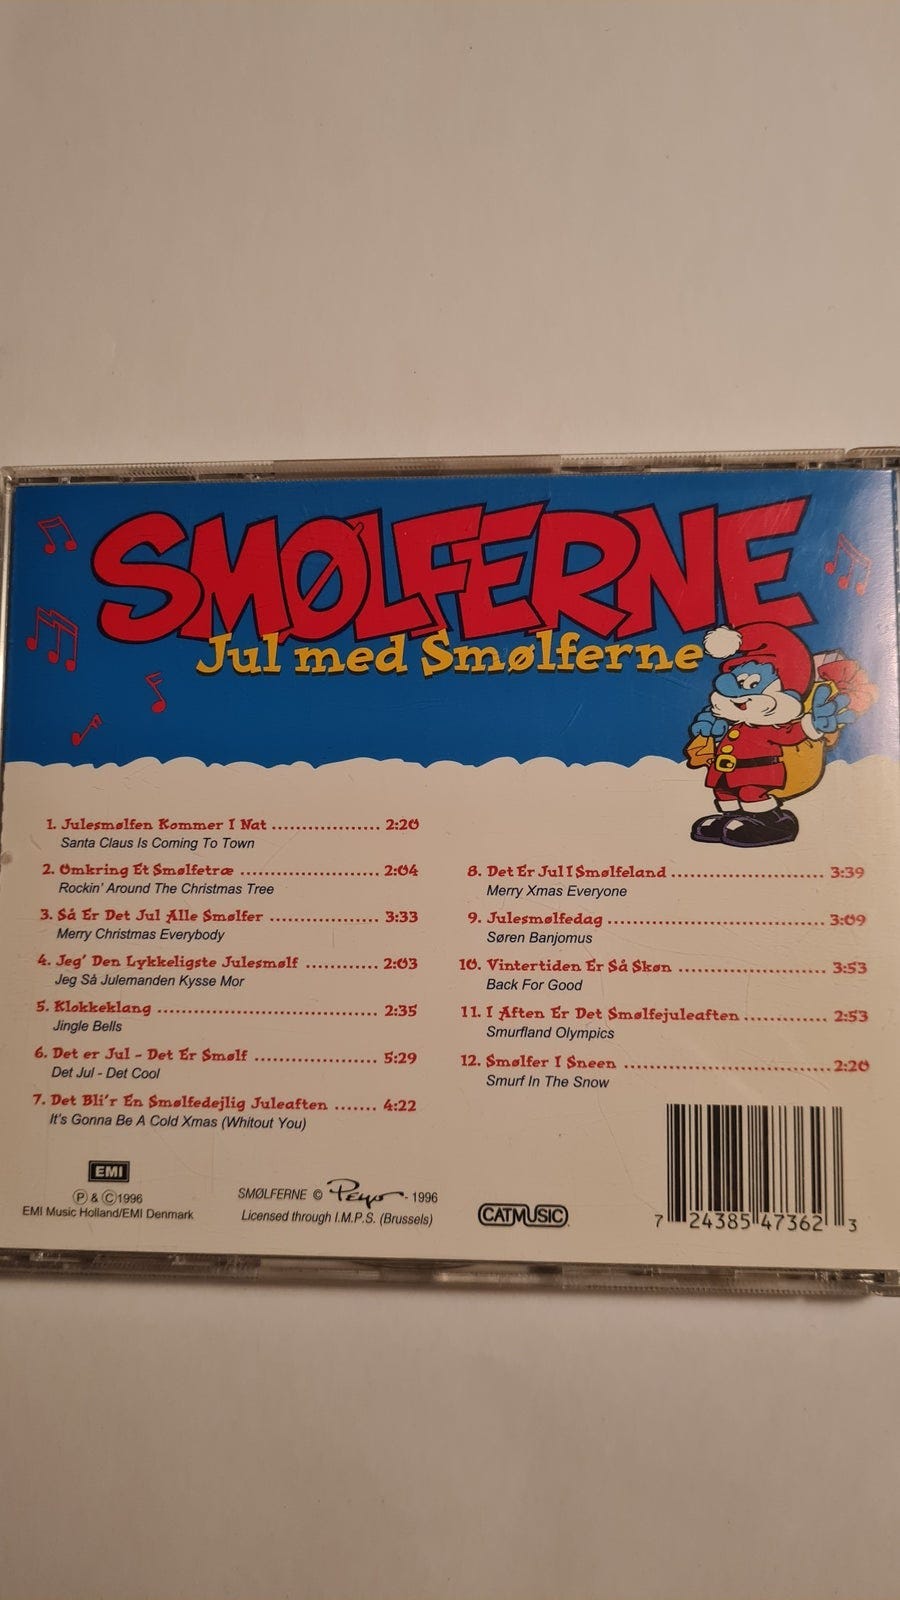 SMØLFERNE
Jul med Smølferne
1. Julesmølfen Kommer I Nat .................. 2:20
Santa Claus Is Coming To Town
2. Omkring Et Smølfetræ ........................ 2:04
Rockin' Around The Christmas Tree
3. Så Er Det Jul Alle Smølfer .................. 3:33
Merry Christmas Everybody
4. Jeg' Den Lykkeligste Julesmølf ............ 2:03
Jeg Så Julemanden Kysse Mor
5. Klokkeklang ..................................... 2:35
Jingle Bells
6. Det er Jul - Det Er Smølf .................... 5:29
Det Jul - Det Cool
7. Det Bli'r En Smølfedejlig Juleaften ....... 4:22
It's Gonna Be A Cold Xmas (Whitout You)
8. Det Er Jul I Smølfeland ......................... 3:39
Merry Xmas Everyone
9. Julesmølfedag .................................... 3:09
Søren Banjomus
10. Vintertiden Er Så Skøn ........................ 3:53
Back For Good
11. I Aften Er Det Smølfejuleaften ............. 2:53
Smurfland Olympics
12. Smølfer I Sneen .................................. 2:20
Smurf In The Snow
EMI
Ⓟ & ©1996
EMI Music Holland/EMI Denmark
SMØLFERNE © Peyo - 1996
Licensed through I.M.P.S. (Brussels)
CATMUSIC
7 24385 47362 3